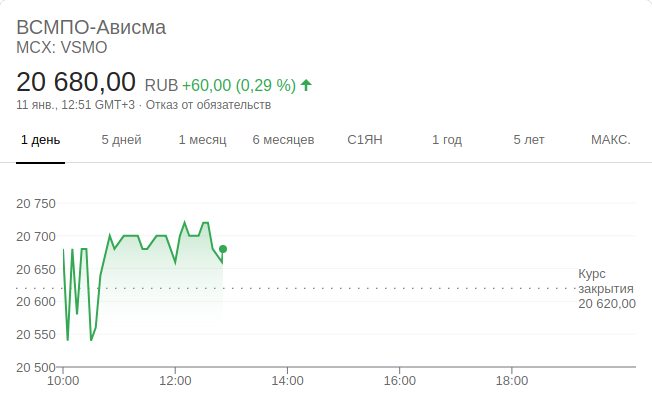 ВСМПО-Ависма
MCX: VSMO
20 680,00 RUB +60,00 (0,29 %)
11 янв., 12:51 GMT+3 · Отказ от обязательств
1 день 5 дней 1 месяц 6 месяцев С1ЯН 1 год 5 лет МАКС.
20 750
20 700
20 650
20 600
20 550
20 500
Курс
закрытия
20 620,00
10:00 12:00 14:00 16:00 18:00